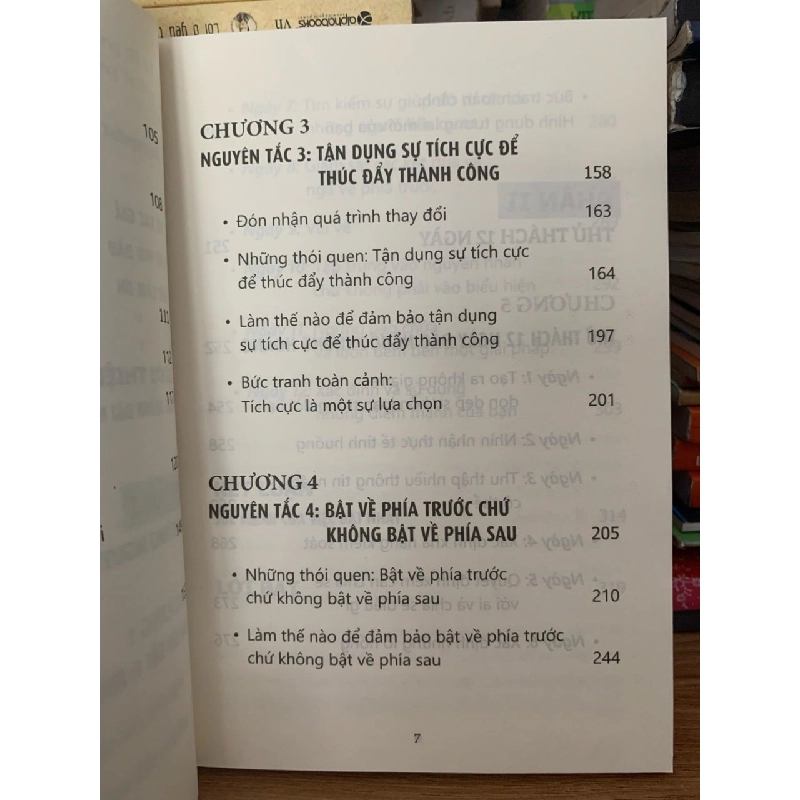 CHƯƠNG 3
NGUYÊN TẮC 3: TẬN DỤNG SỰ TÍCH CỰC ĐỂ
THÚC ĐẨY THÀNH CÔNG 158
• Đón nhận quá trình thay đổi 163
• Những thói quen: Tận dụng sự tích cực
để thúc đẩy thành công 164
• Làm thế nào để đảm bảo tận dụng
sự tích cực để thúc đẩy thành công 197
• Bức tranh toàn cảnh:
Tích cực là một sự lựa chọn 201
CHƯƠNG 4
NGUYÊN TẮC 4: BẬT VỀ PHÍA TRƯỚC CHỨ
KHÔNG BẬT VỀ PHÍA SAU 205
• Những thói quen: Bật về phía trước
chứ không bật về phía sau 210
• Làm thế nào để đảm bảo bật về phía trước
chứ không bật về phía sau 244
7
105
108
alphabooks
VN